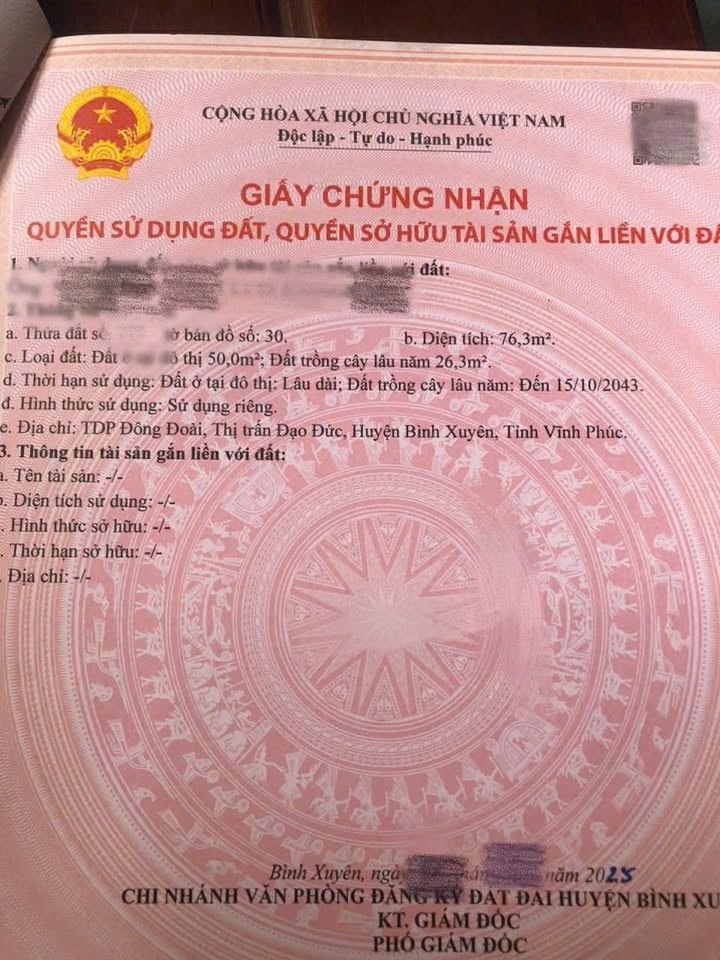 CỘNG HÒA XÃ HỘI CHỦ NGHĨA VIỆT NAM
Độc lập - Tự do - Hạnh phúc
GIẤY CHỨNG NHẬN
QUYỀN SỬ DỤNG ĐẤT, QUYỀN SỞ HỮU TÀI SẢN GẮN LIỀN VỚI
1. với đất:
2.
a. Thửa đất bản đồ số: 30. b. Diện tích: 76,3m².
c. Loại đất: Đất ở tại đô thị 50,0m²; Đất trồng cây lâu năm 26,3m².
d. Thời hạn sử dụng: Đất ở tại đô thị: Lâu dài; Đất trồng cây lâu năm: Đến 15/10/2043.
đ. Hình thức sử dụng: Sử dụng riêng.
e. Địa chỉ: TDP Đông Đoài, Thị trấn Đạo Đức, Huyện Bình Xuyên, Tỉnh Vĩnh Phúc.
3. Thông tin tài sản gắn liền với đất:
a. Tên tài sản: -/-
. Diện tích sử dụng: -/-
. Hình thức sở hữu: -/-
. Thời hạn sở hữu: -/-
. Địa chỉ: -/-
Bình Xuyên, năm 2025
CHI NHÁNH VĂN PHÒNG ĐĂNG KÝ ĐẤT ĐAI HUYỆN BÌNH
KT. GIÁM ĐỐC
PHÓ GIÁM ĐỐC